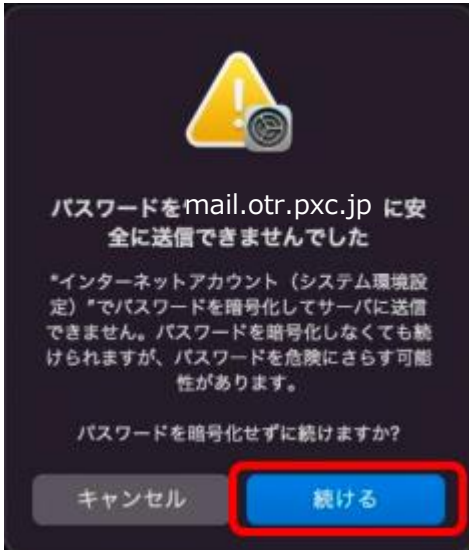 パスワードを"mail.otr.pxc.jp に安
全に送信できませんでした
"インターネットアカウント（システム環境設
定）"でパスワードを暗号化してサーバに送信
できません。パスワードを暗号化しなくても続
けられますが、パスワードを危険にさらす可能
性があります。
パスワードを暗号化せずに続けますか?
キャンセル
続ける